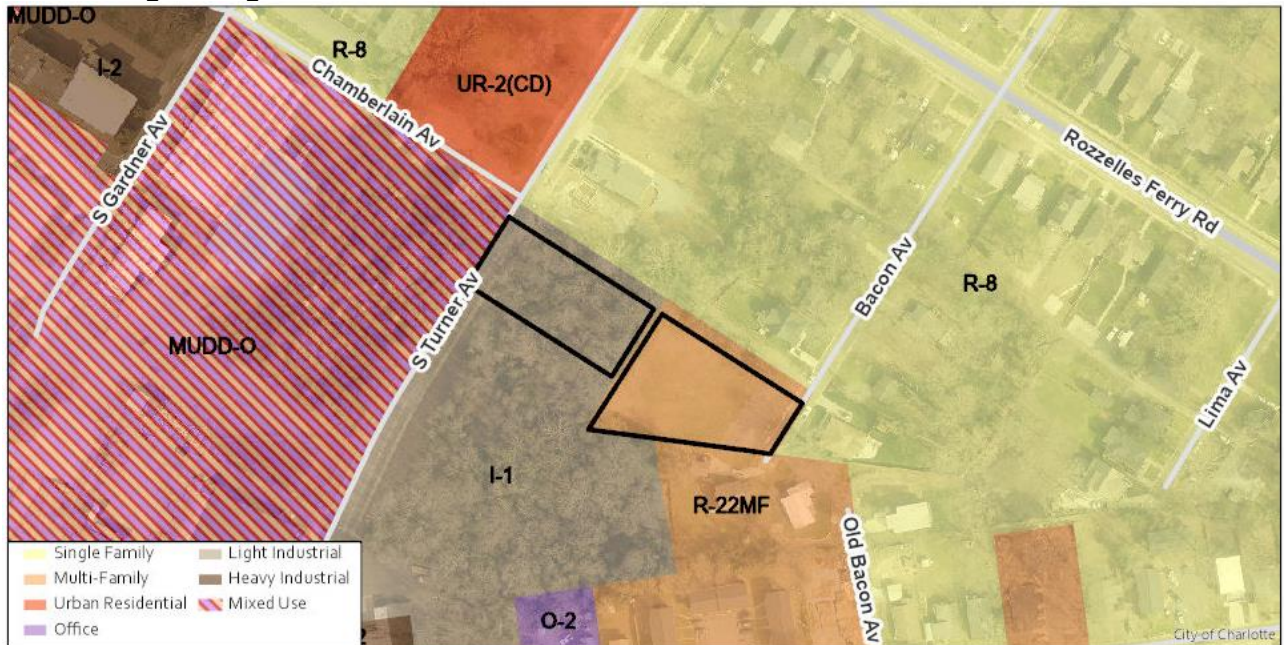 MUDD-O
I-2
R-8
UR-2(CD)
Chamberlain Av
S Gardner Av
Rozzelles Ferry Rd
Bacon Av
R-8
S Turner Av
MUDD-O
Lima Av
I-1
R-22MF
Old Bacon Av
O-2
Single Family
Multi-Family
Urban Residential
Office
Light Industrial
Heavy Industrial
Mixed Use
City of Charlotte